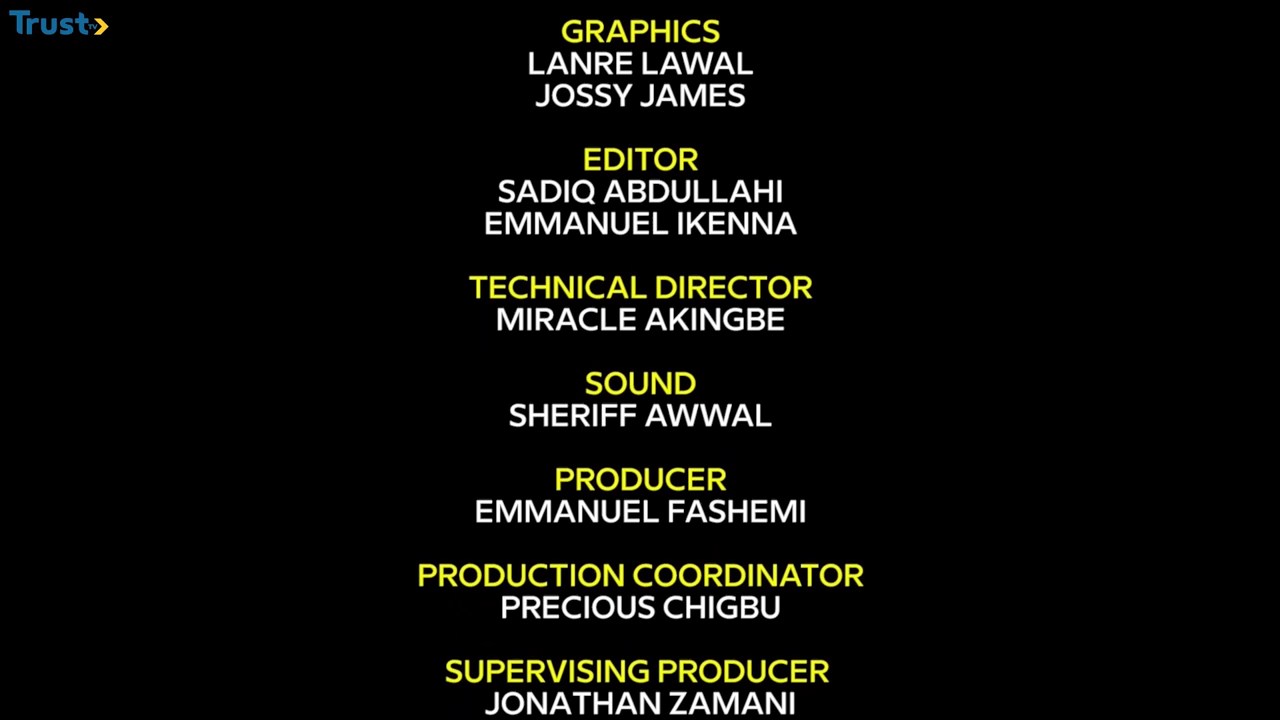 Trust TV
GRAPHICS
LANRE LAWAL
JOSSY JAMES
EDITOR
SADIQ ABDULLAHI
EMMANUEL IKENNA
TECHNICAL DIRECTOR
MIRACLE AKINGBE
SOUND
SHERIFF AWWAL
PRODUCER
EMMANUEL FASHEMI
PRODUCTION COORDINATOR
PRECIOUS CHIGBU
SUPERVISING PRODUCER
JONATHAN ZAMANI